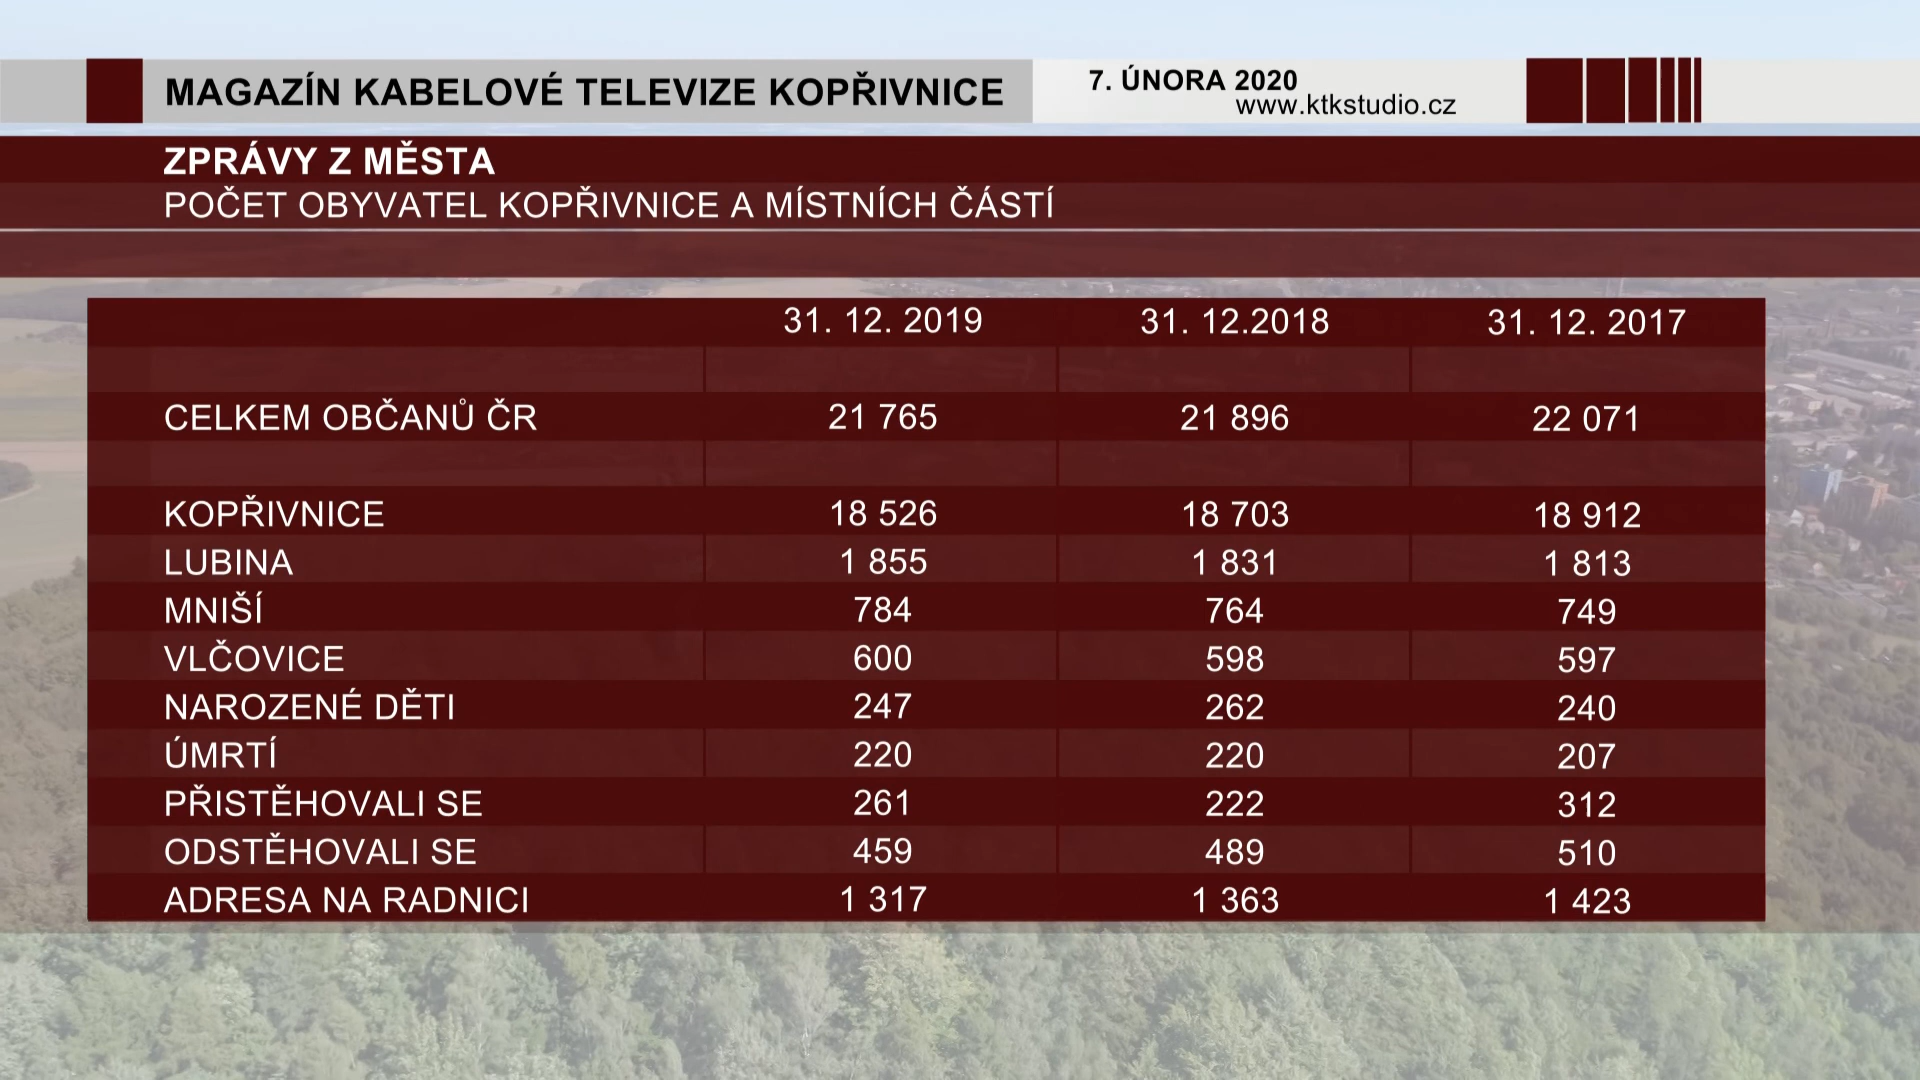 MAGAZÍN KABELOVÉ TELEVIZE KOPŘIVNICE
7. ÚNORA 2020
www.ktkstudio.cz
ZPRÁVY Z MĚSTA
POČET OBYVATEL KOPŘIVNICE A MÍSTNÍCH ČÁSTÍ
31. 12. 2019 31. 12.2018 31. 12. 2017
CELKEM OBČANŮ ČR 21 765 21 896 22 071
KOPŘIVNICE 18 526 18 703 18 912
LUBINA 1 855 1 831 1 813
MNIŠÍ 784 764 749
VLČOVICE 600 598 597
NAROZENÉ DĚTI 247 262 240
ÚMRTÍ 220 220 207
PŘISTĚHOVALI SE 261 222 312
ODSTĚHOVALI SE 459 489 510
ADRESA NA RADNICI 1 317 1 363 1 423